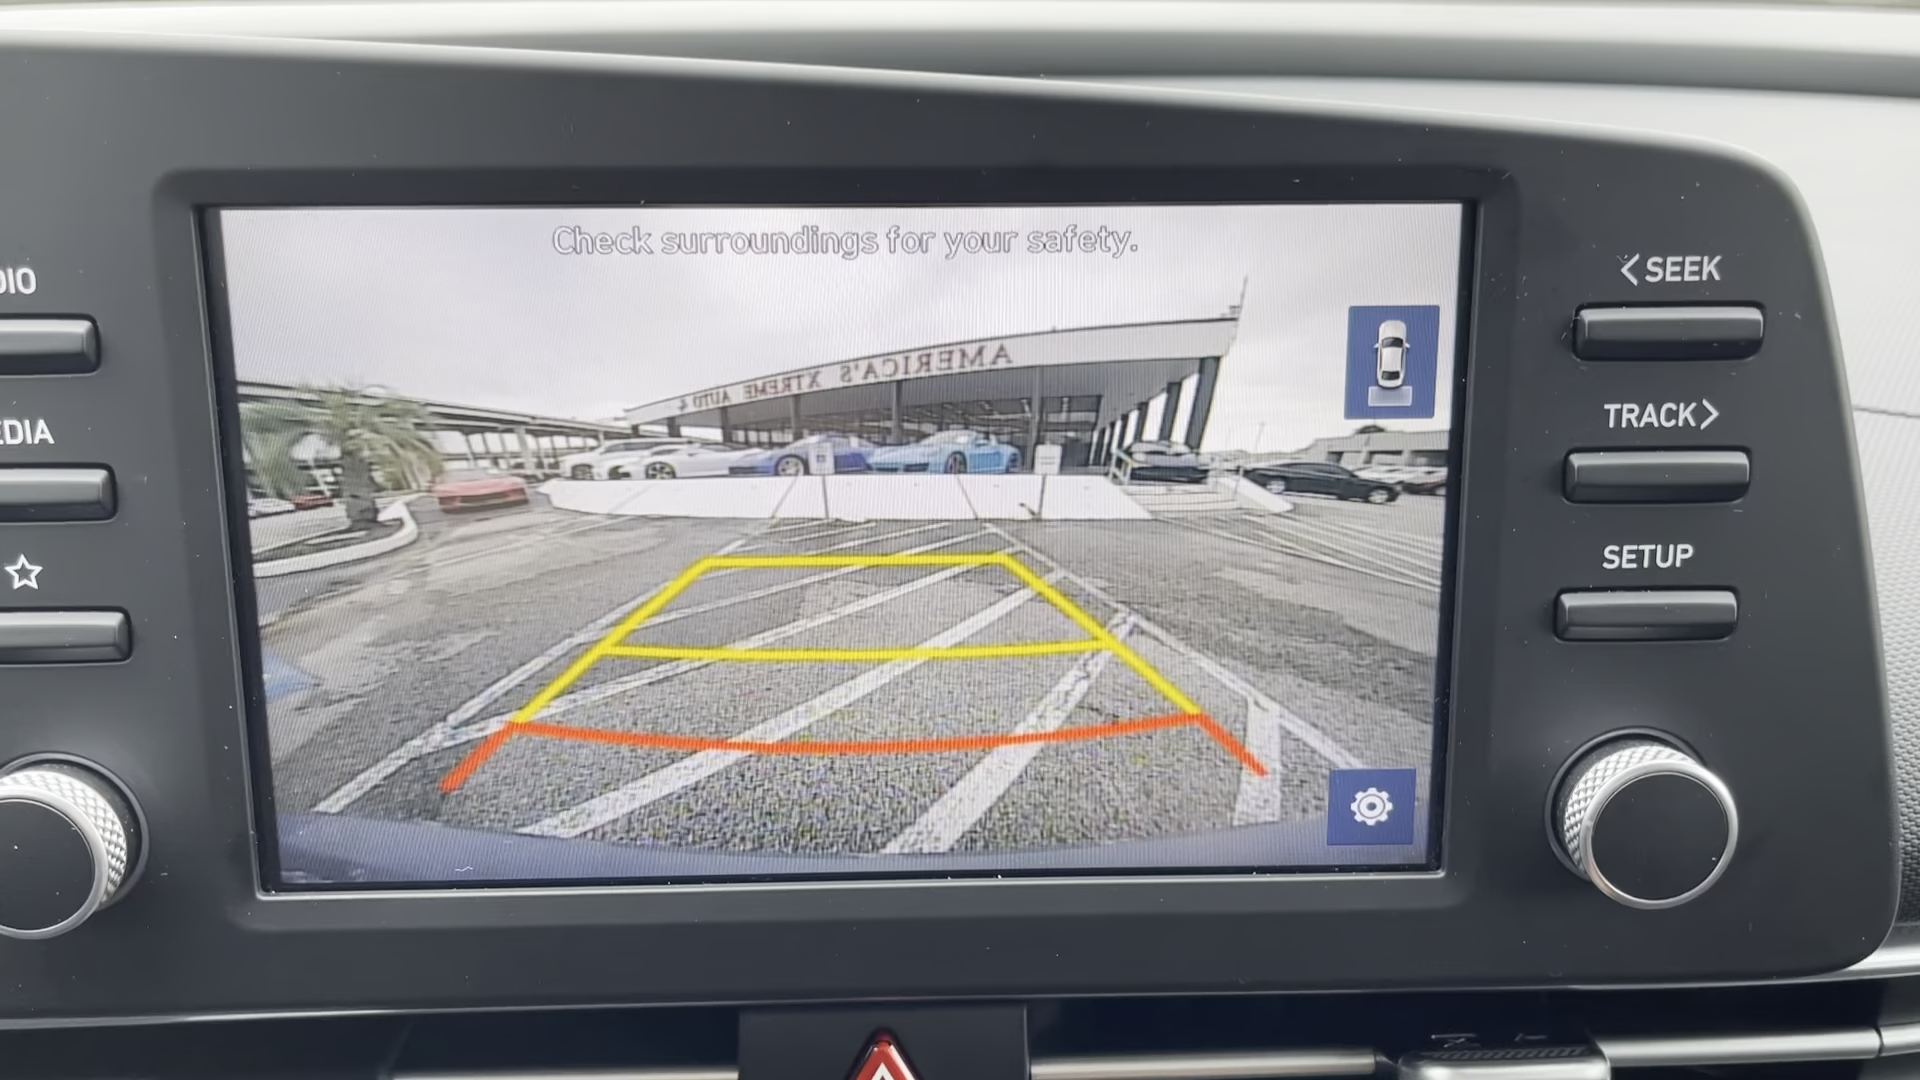 Check surroundings for your safety.
AMERICA'S XTREME AUTO
DIO
EDIA
<SEEK
TRACK>
SETUP